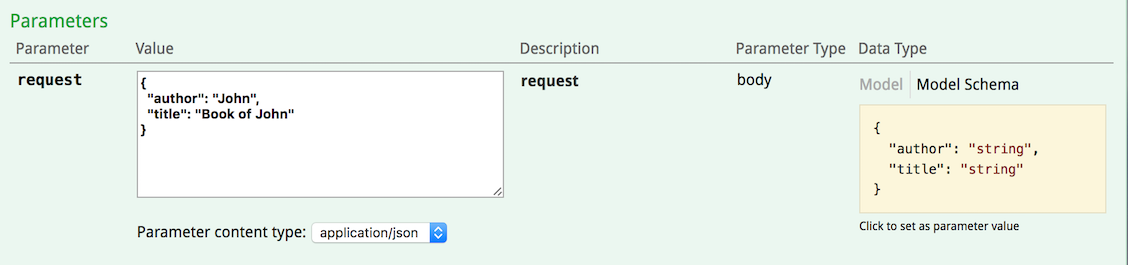 Parameters
Parameter Value Description Parameter Type Data Type
request
{
"author": "John",
"title": "Book of John"
}
request
body
Model Model Schema
{
"author": "string",
"title": "string"
}
Click to set as parameter value
Parameter content type: application/json